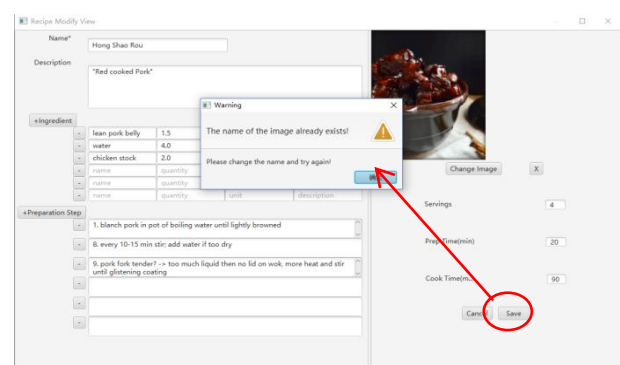 Recipe Modify View
Name*
Hong Shao Rou
Description
"Red cooked Pork"
Warning
The name of the image already exists!
Please change the name and try again!
+Ingredient
- lean pork belly 1.5
- water 4.0
- chicken stock 2.0
- name quantity
- name quantity
- name quantity unit description
+Preparation Step
- 1. blanch pork in pot of boiling water until lightly browned
- 8. every 10-15 min stir; add water if too dry
- 9. pork fork tender? -> too much liquid then no lid on wok, more heat and stir
until glistening coating
-
-
-
Change Image X
Servings 4
Prep Time(min) 20
Cook Time(m... 90
Cancel Save